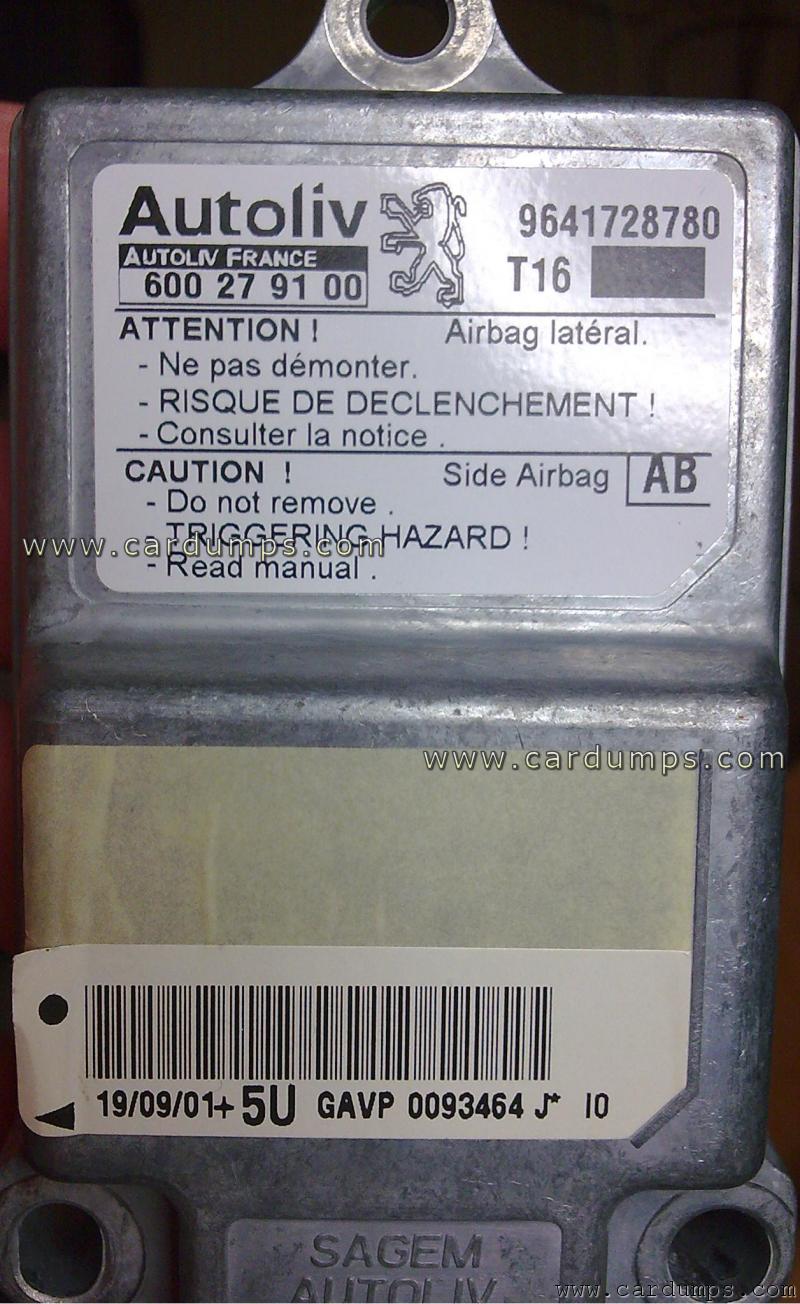 Autoliv
9641728780
AUTOLIV FRANCE
600 27 91 00
T16
ATTENTION ! Airbag latéral.
- Ne pas démonter.
- RISQUE DE DECLENCHEMENT !
- Consulter la notice .
CAUTION ! Side Airbag AB
- Do not remove .
- TRIGGERING HAZARD !
www.cardumps.com
- Read manual .
www.cardumps.com
19/09/01+ 5U GAVP 0093464 J* IO
SAGEM
AUTOLIV
www.cardumps.com